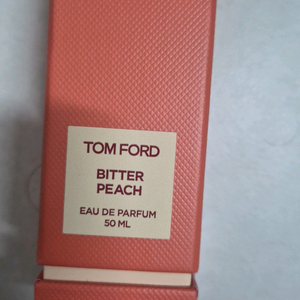 TOM FORD
BITTER
PEACH
EAU DE PARFUM
50 ML